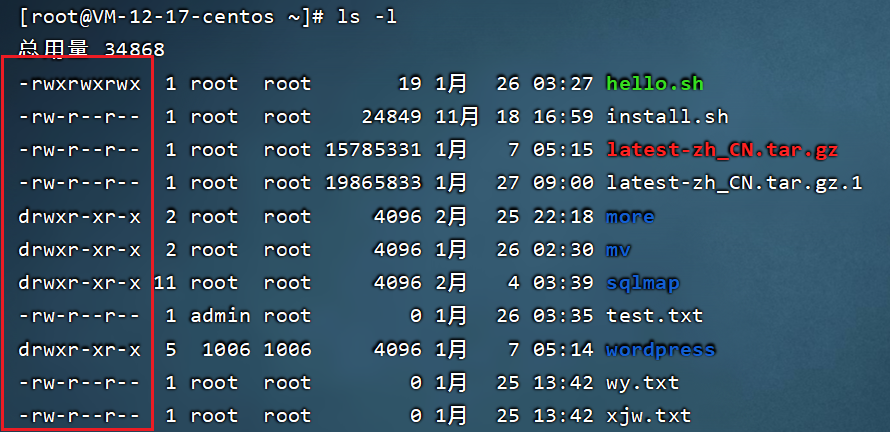 [root@VM-12-17-centos ~]# ls -l
总用量 34868
-rwxrwxrwx 1 root root 19 1月 26 03:27 hello.sh
-rw-r--r-- 1 root root 24849 11月 18 16:59 install.sh
-rw-r--r-- 1 root root 15785331 1月 7 05:15 latest-zh_CN.tar.gz
-rw-r--r-- 1 root root 19865833 1月 27 09:00 latest-zh_CN.tar.gz.1
drwxr-xr-x 2 root root 4096 2月 25 22:18 more
drwxr-xr-x 2 root root 4096 1月 26 02:30 mv
drwxr-xr-x 11 root root 4096 2月 4 03:39 sqlmap
-rw-r--r-- 1 admin root 0 1月 26 03:35 test.txt
drwxr-xr-x 5 1006 1006 4096 1月 7 05:14 wordpress
-rw-r--r-- 1 root root 0 1月 25 13:42 wy.txt
-rw-r--r-- 1 root root 0 1月 25 13:42 xjw.txt